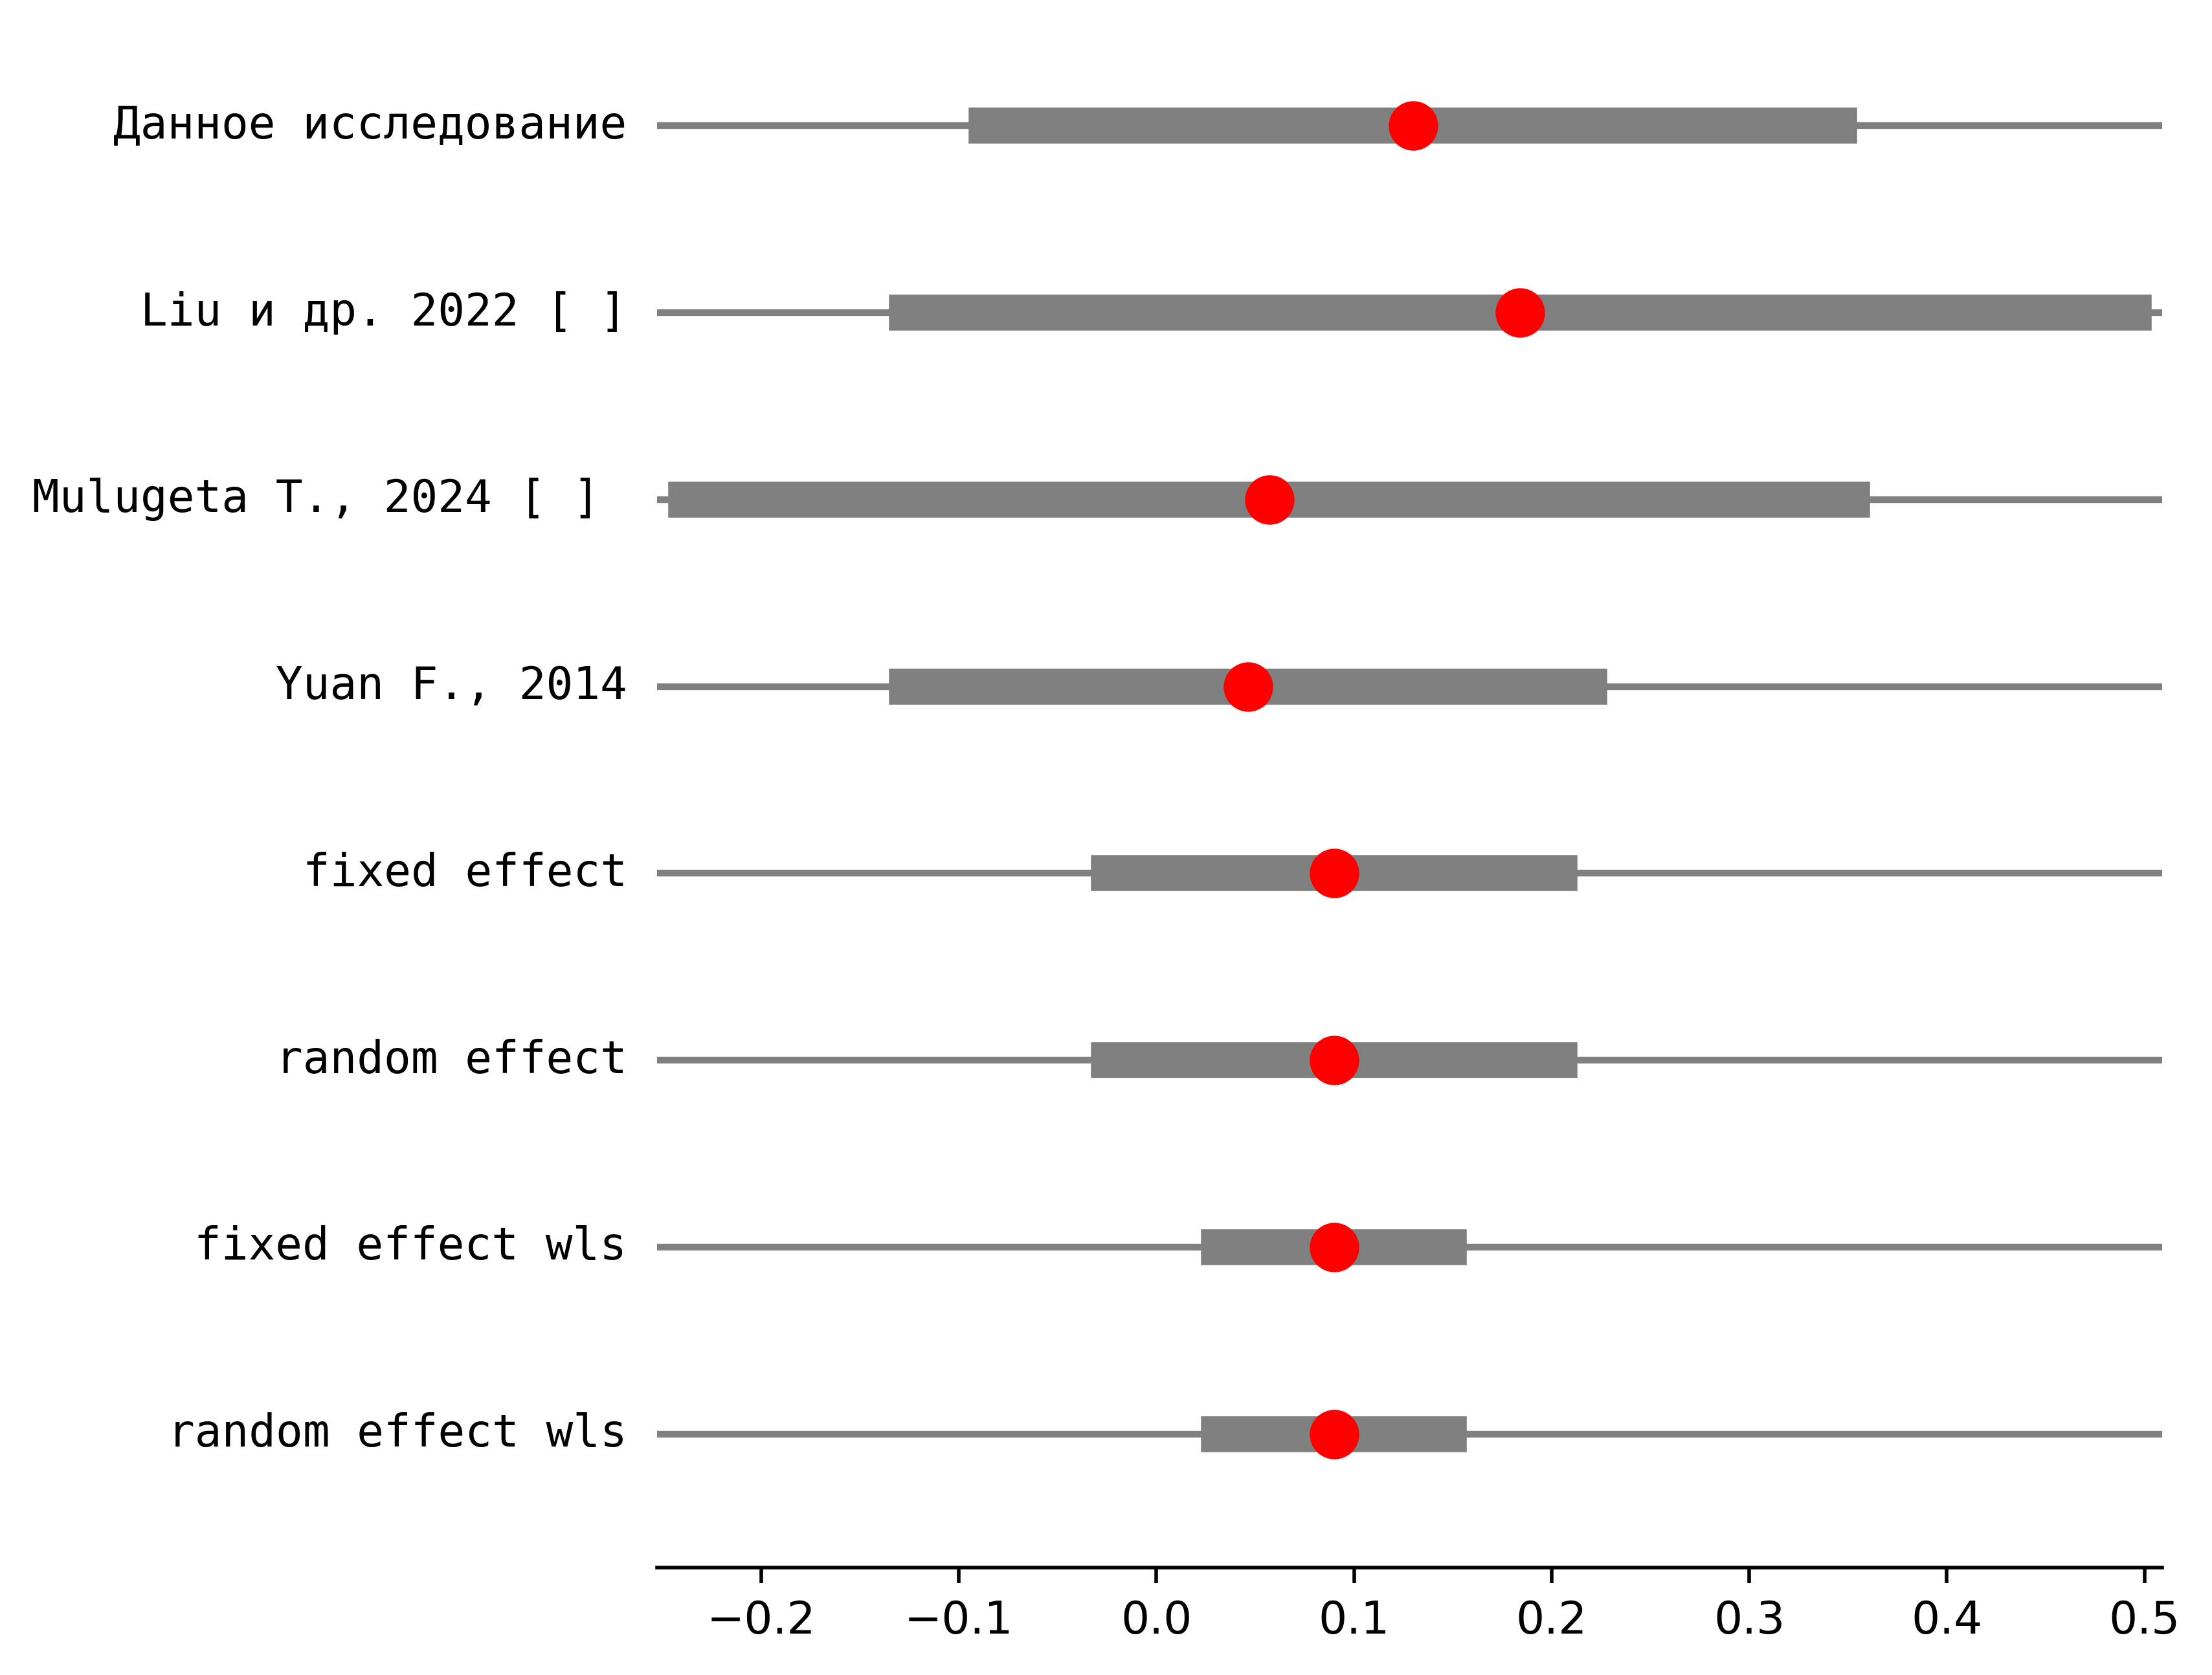 Данное исследование
Liu и др. 2022 [ ]
Mulugeta T., 2024 [ ]
Yuan F., 2014
fixed effect
random effect
fixed effect wls
random effect wls
−0.2 −0.1 0.0 0.1 0.2 0.3 0.4 0.5